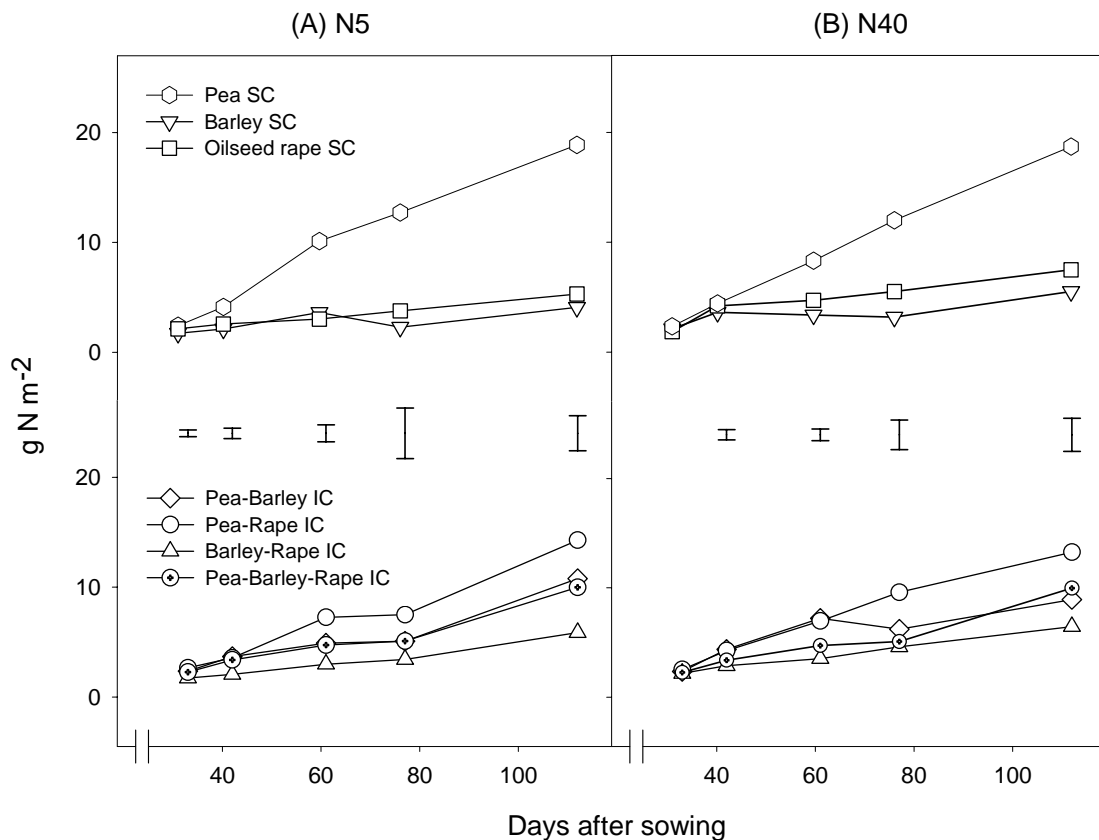 (A) N5
(B) N40
Pea SC
Barley SC
Oilseed rape SC
20
10
0
g N m-2
20
10
0
Pea-Barley IC
Pea-Rape IC
Barley-Rape IC
Pea-Barley-Rape IC
40 60 80 100
40 60 80 100
Days after sowing